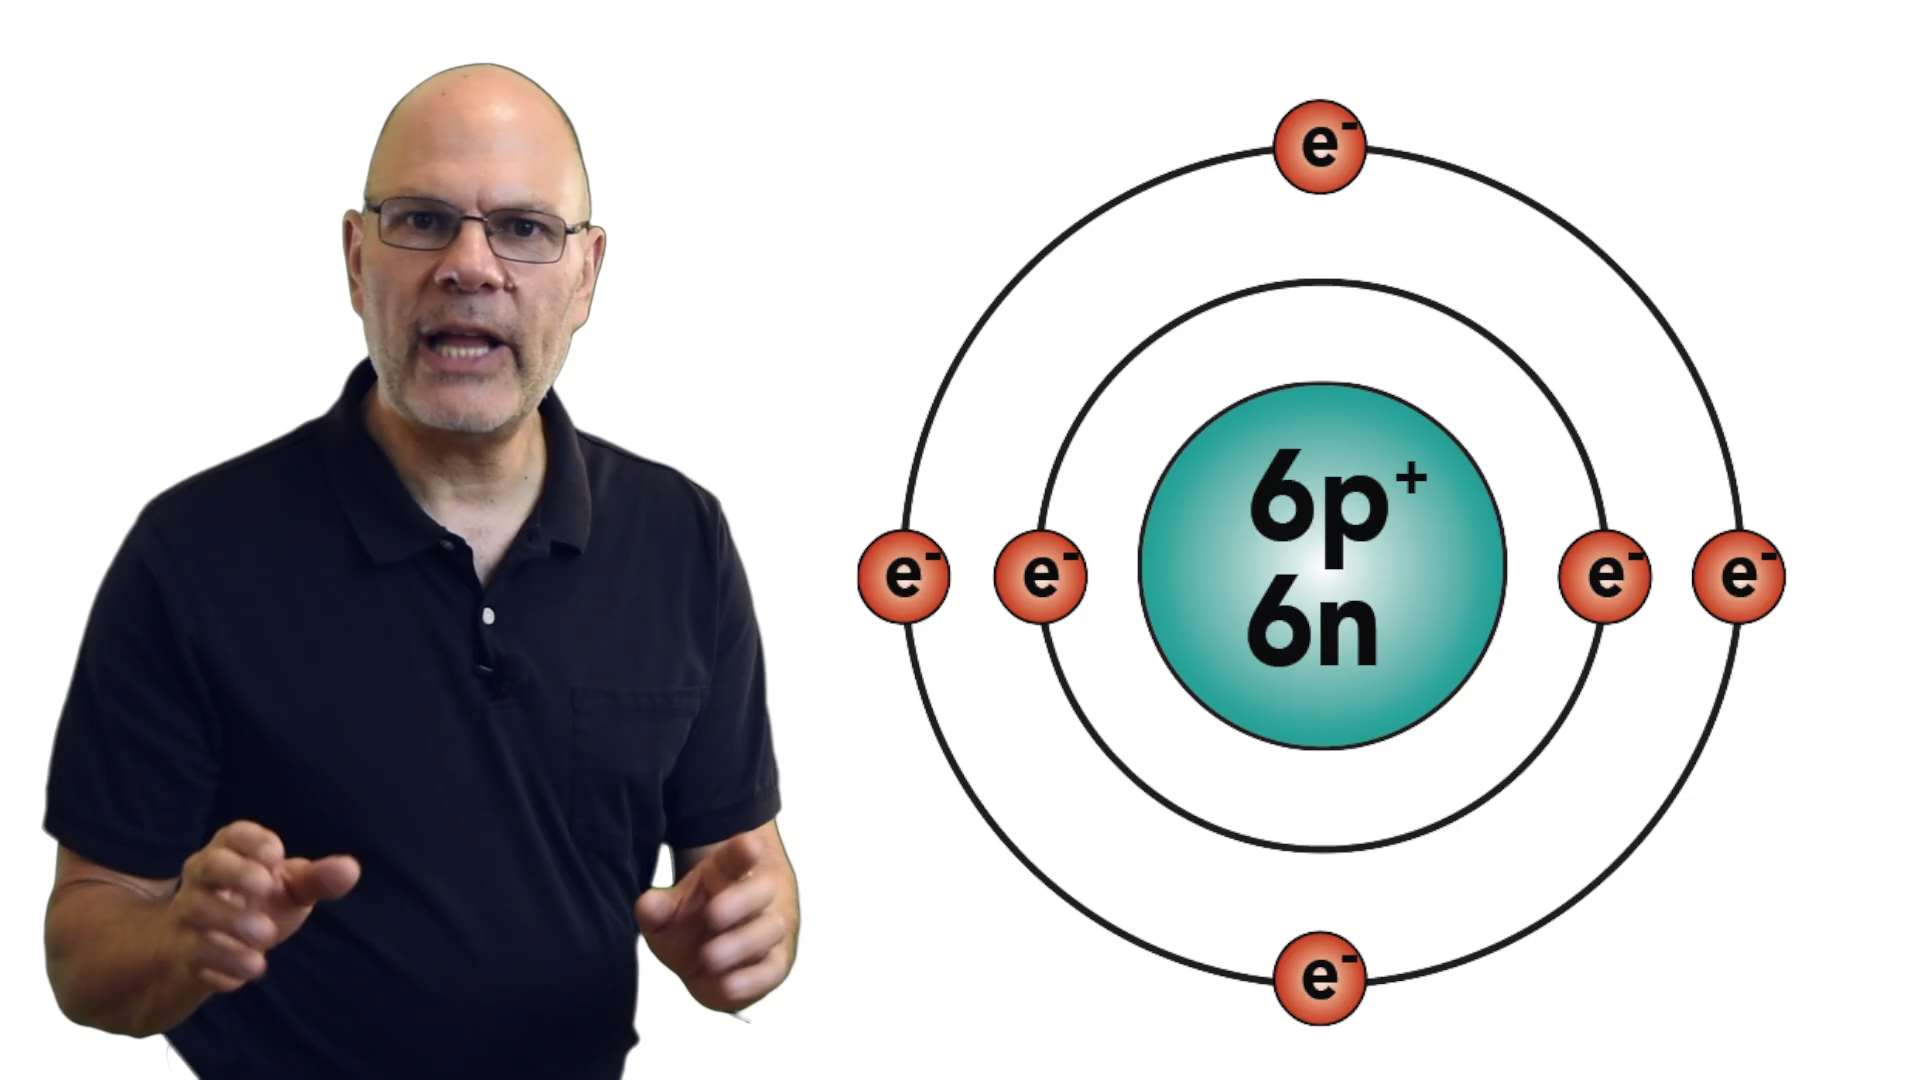 e⁻
6p⁺
e⁻ e⁻ e⁻ e⁻
6n
e⁻